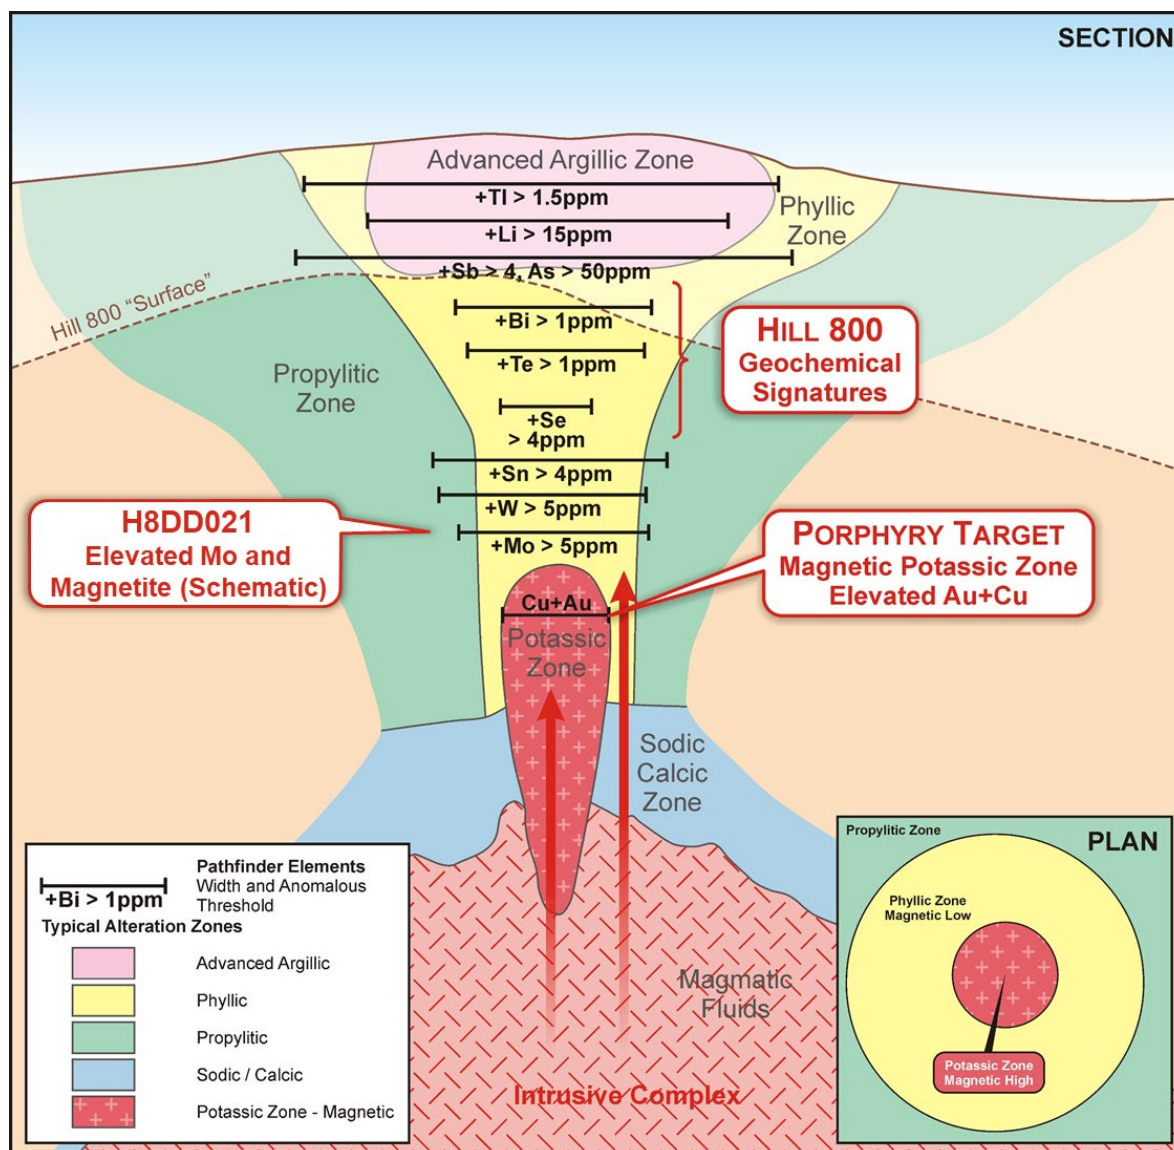 SECTION
Advanced Argillic Zone
+Tl > 1.5ppm
Phyllic
Zone
+Li > 15ppm
+Sb > 4, As > 50ppm
Hill 800 “Surface”
+Bi > 1ppm
HILL 800
Geochemical
Signatures
+Te > 1ppm
Propylitic
Zone
+Se
> 4ppm
+Sn > 4ppm
+W > 5ppm
+Mo > 5ppm
H8DD021
Elevated Mo and
Magnetite (Schematic)
PORPHYRY TARGET
Magnetic Potassic Zone
Elevated Au+Cu
Cu+Au
Potassic
Zone
Sodic
Calcic
Zone
Magmatic
Fluids
Intrusive Complex
+Bi > 1ppm
Pathfinder Elements
Width and Anomalous
Threshold
Typical Alteration Zones
Advanced Argillic
Phyllic
Propylitic
Sodic / Calcic
Potassic Zone - Magnetic
Propylitic Zone
PLAN
Phyllic Zone
Magnetic Low
Potassic Zone
Magnetic High